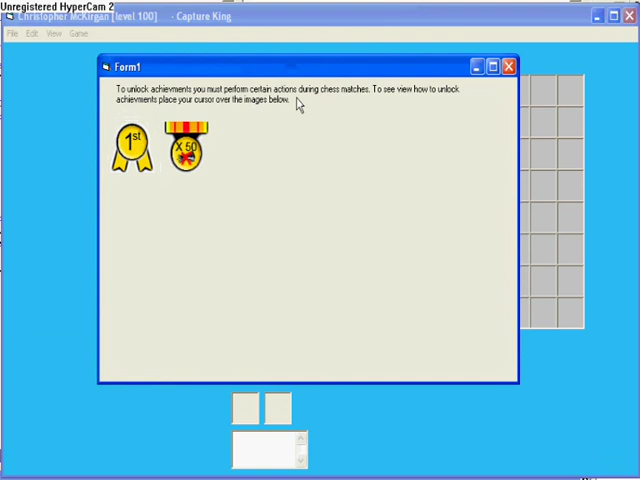 Unregistered HyperCam 2
Christopher McKirgan [level 100] - Capture King
File Edit View Game
Form1
To unlock achievments you must perform certain actions during chess matches. To see view how to unlock
achievments place your cursor over the images below.
1st
X 50